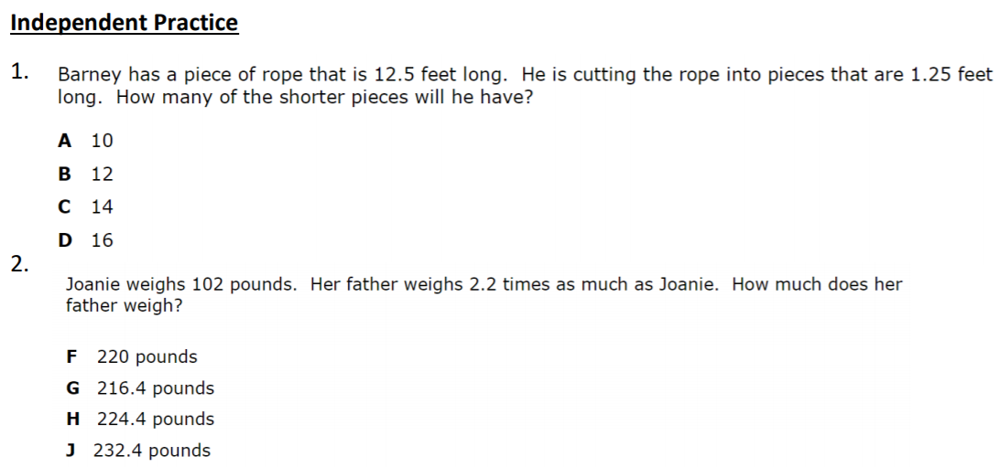 Independent Practice
1. Barney has a piece of rope that is 12.5 feet long. He is cutting the rope into pieces that are 1.25 feet
long. How many of the shorter pieces will he have?
A 10
B 12
C 14
D 16
2.
Joanie weighs 102 pounds. Her father weighs 2.2 times as much as Joanie. How much does her
father weigh?
F 220 pounds
G 216.4 pounds
H 224.4 pounds
J 232.4 pounds